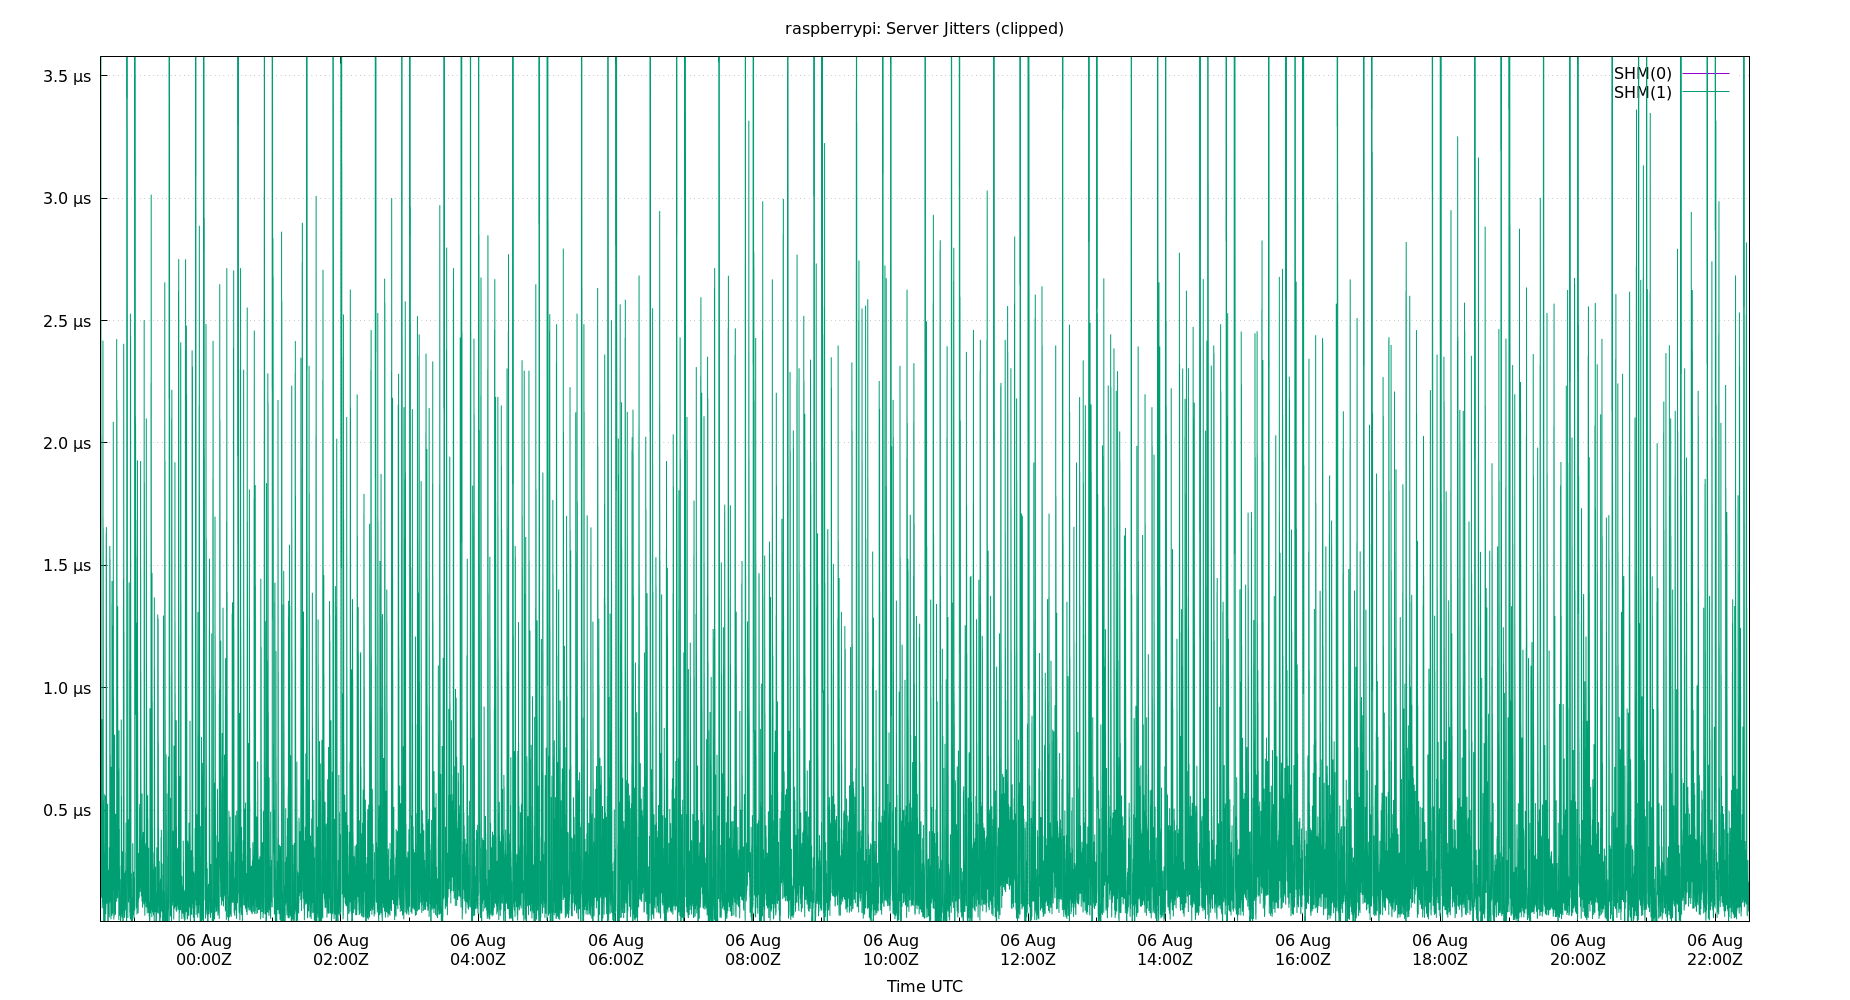 raspberrypi: Server Jitters (clipped)
3.5 µs
3.0 µs
2.5 µs
2.0 µs
1.5 µs
1.0 µs
0.5 µs
SHM(0)
SHM(1)
06 Aug 06 Aug 06 Aug 06 Aug 06 Aug 06 Aug 06 Aug 06 Aug 06 Aug 06 Aug 06 Aug 06 Aug
00:00Z 02:00Z 04:00Z 06:00Z 08:00Z 10:00Z 12:00Z 14:00Z 16:00Z 18:00Z 20:00Z 22:00Z
Time UTC